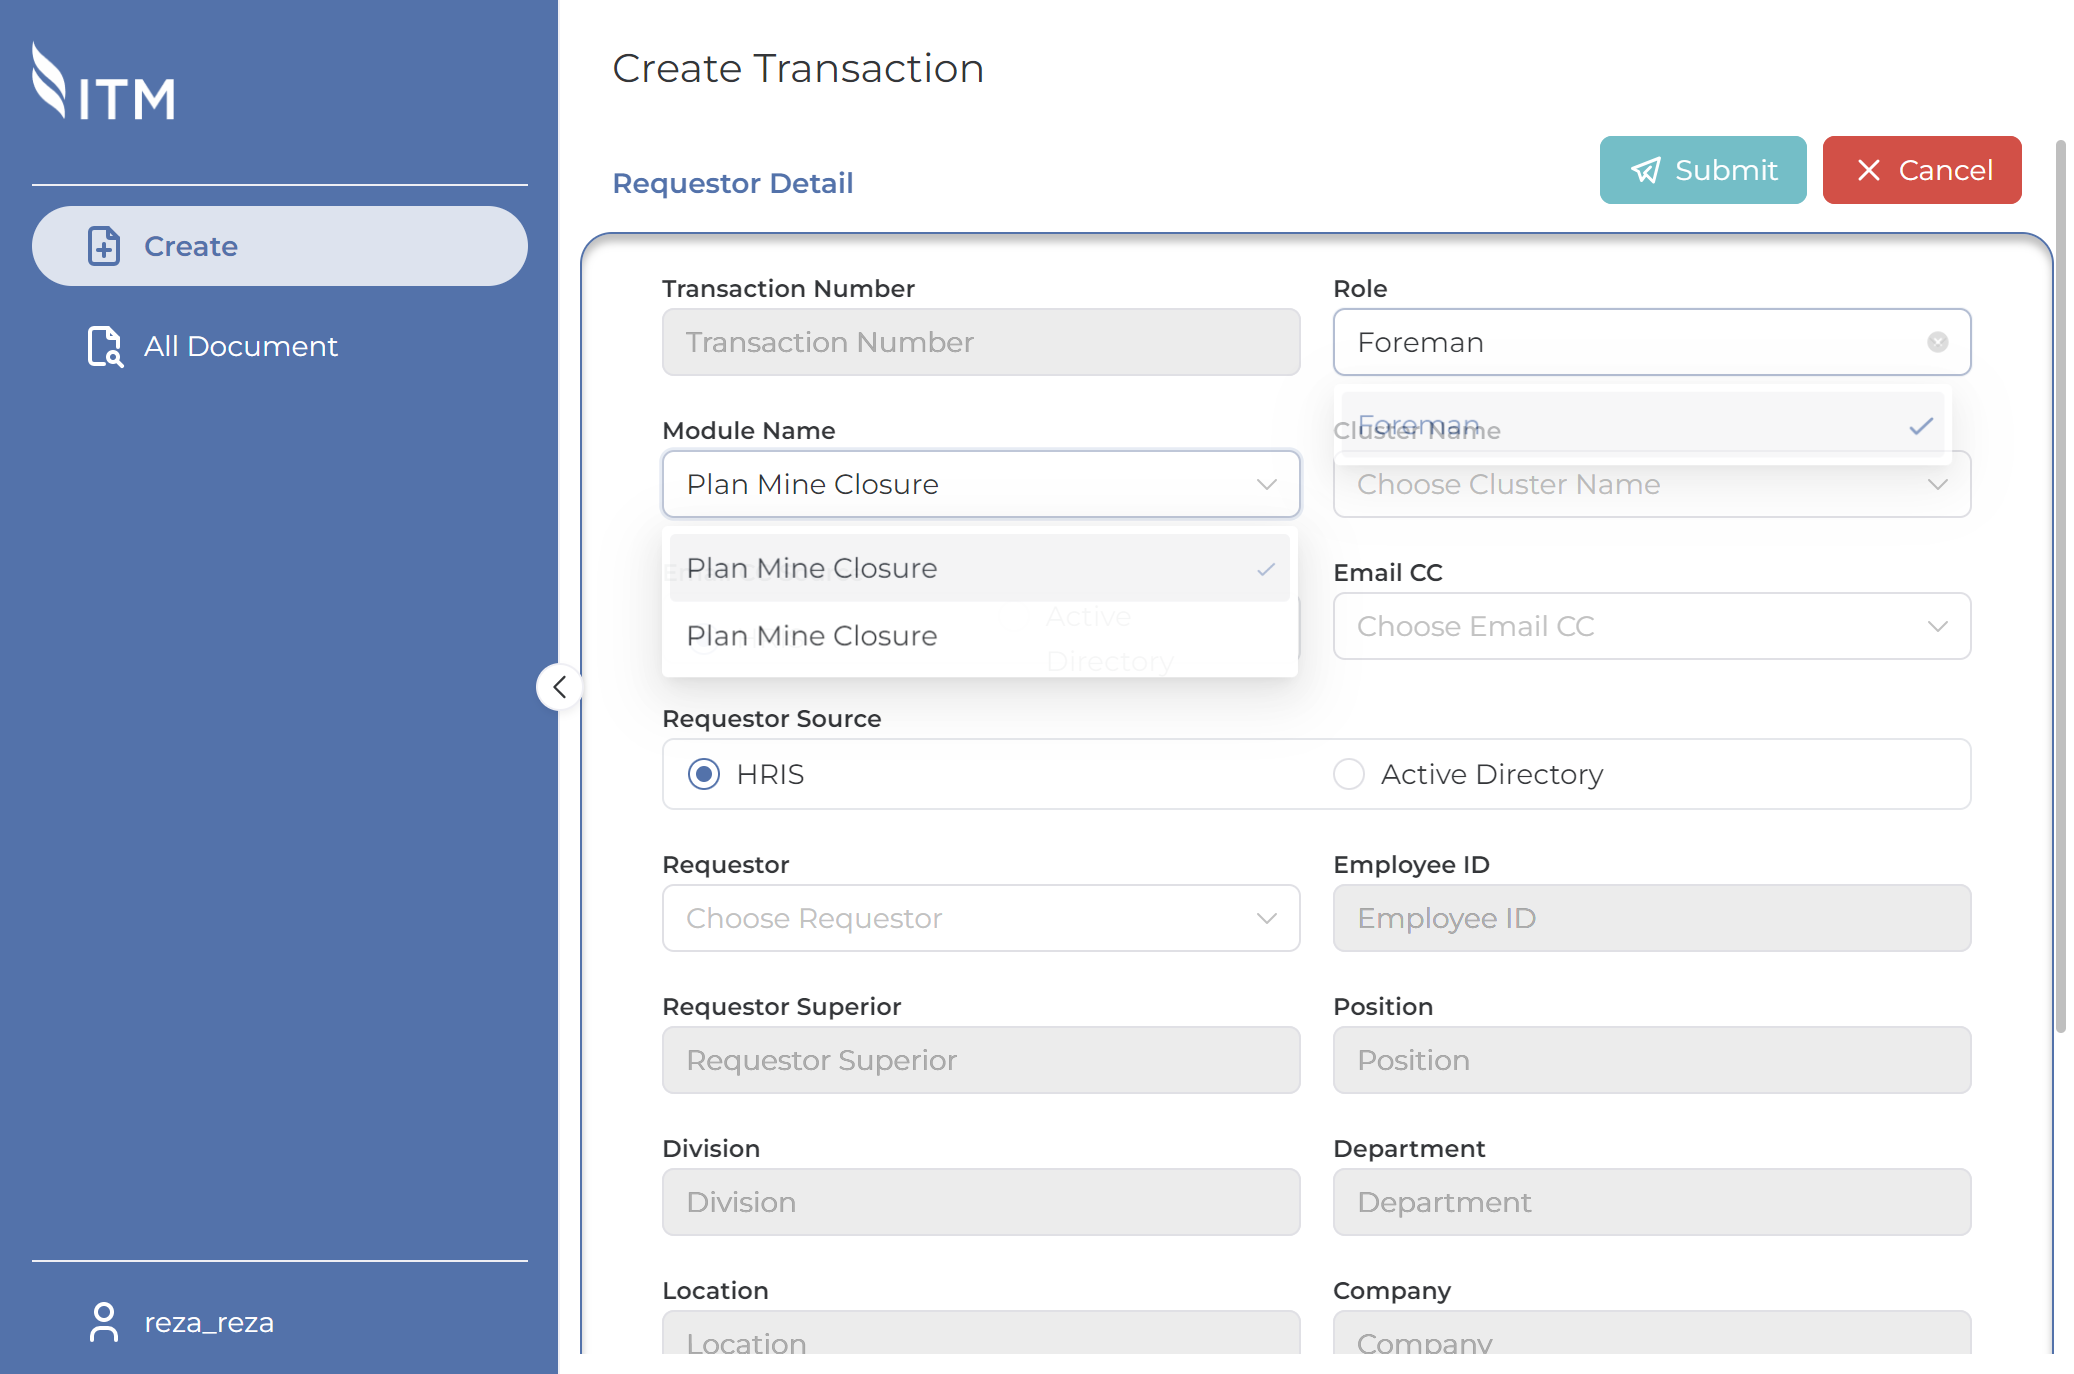 ITM
Create
All Document
reza_reza
Create Transaction
Requestor Detail
Submit
Cancel
Transaction Number
Transaction Number
Role
Foreman
Foreman
Module Name
Plan Mine Closure
Plan Mine Closure
Plan Mine Closure
Cluster Name
Choose Cluster Name
Active
Directory
Email CC
Choose Email CC
Requestor Source
HRIS
Active Directory
Requestor
Choose Requestor
Employee ID
Employee ID
Requestor Superior
Requestor Superior
Position
Position
Division
Division
Department
Department
Location
Location
Company
Company